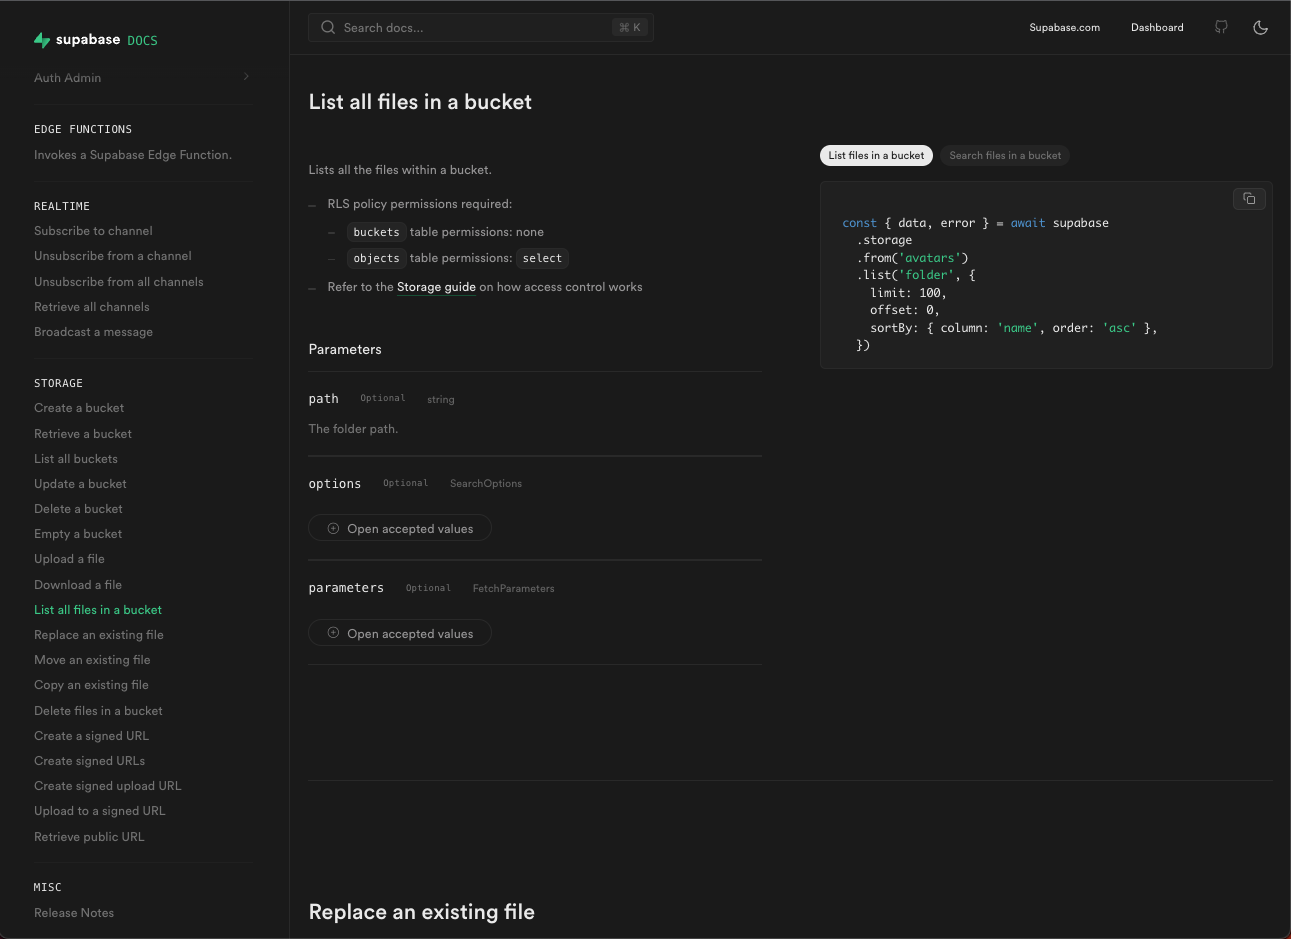 supabase DOCS
Auth Admin
EDGE FUNCTIONS
Invokes a Supabase Edge Function.
REALTIME
Subscribe to channel
Unsubscribe from a channel
Unsubscribe from all channels
Retrieve all channels
Broadcast a message
STORAGE
Create a bucket
Retrieve a bucket
List all buckets
Update a bucket
Delete a bucket
Empty a bucket
Upload a file
Download a file
List all files in a bucket
Replace an existing file
Move an existing file
Copy an existing file
Delete files in a bucket
Create a signed URL
Create signed URLs
Create signed upload URL
Upload to a signed URL
Retrieve public URL
MISC
Release Notes
Search docs... ⌘ K
Supabase.com Dashboard
List all files in a bucket
Lists all the files within a bucket.
RLS policy permissions required:
buckets table permissions: none
objects table permissions: select
Refer to the Storage guide on how access control works
Parameters
path Optional string
The folder path.
options Optional SearchOptions
Open accepted values
parameters Optional FetchParameters
Open accepted values
List files in a bucket Search files in a bucket
const { data, error } = await supabase
  .storage
  .from('avatars')
  .list('folder', {
    limit: 100,
    offset: 0,
    sortBy: { column: 'name', order: 'asc' },
  })
Replace an existing file